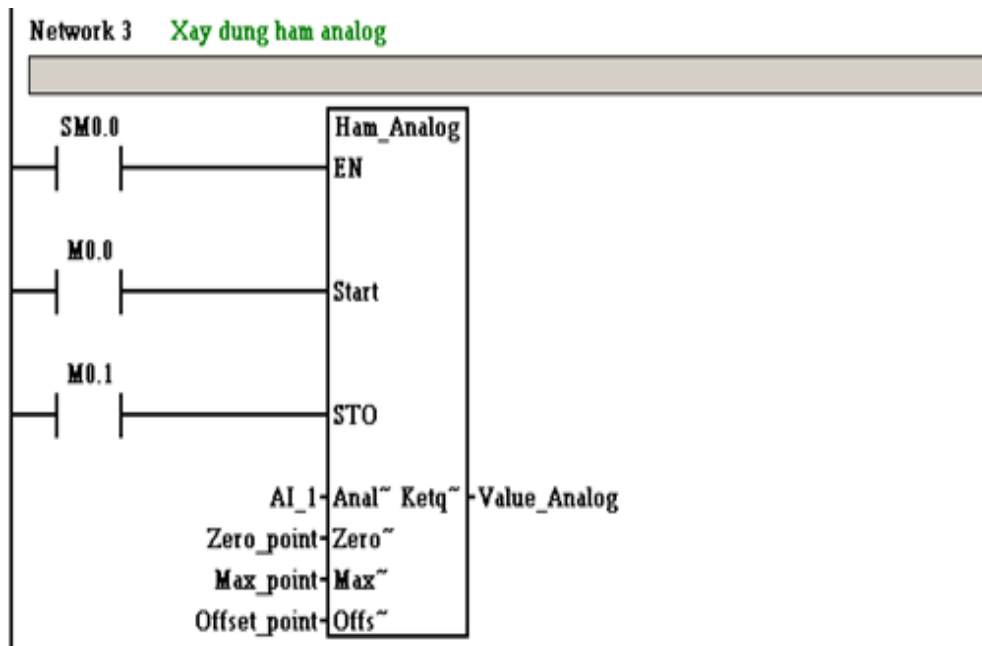 Network 3 Xay dung ham analog
SM0.0
Ham_Analog
EN
M0.0
Start
M0.1
STO
AI_1 Anal~ Ketq~ Value_Analog
Zero_point Zero~
Max_point Max~
Offset_point Offs~